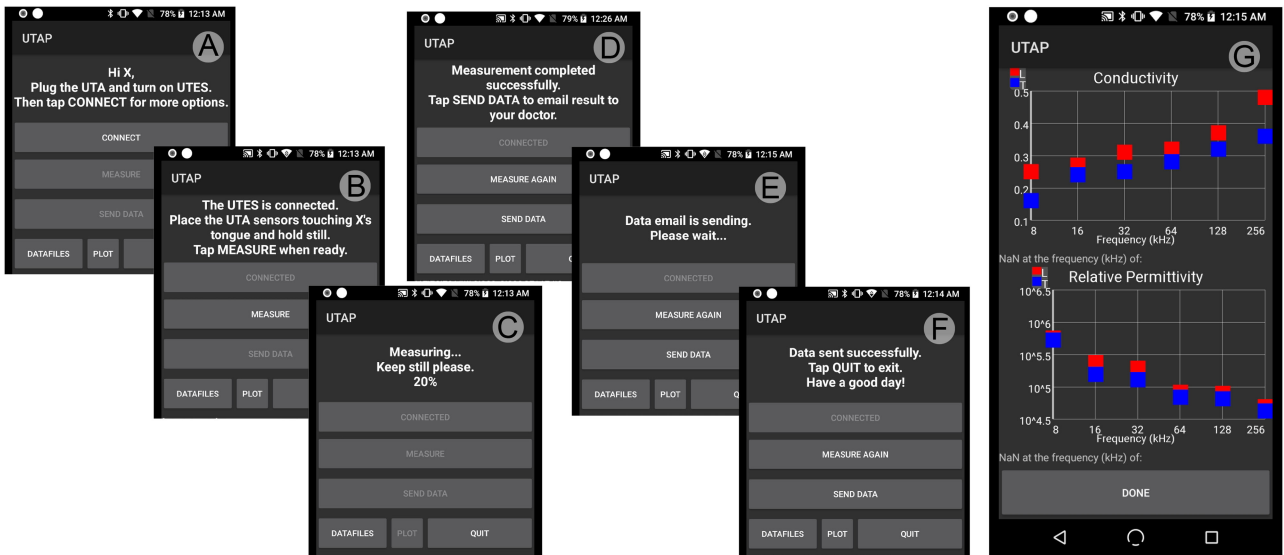 78% 12:13 AM
UTAP
A
Hi X,
Plug the UTA and turn on UTES.
Then tap CONNECT for more options.
CONNECT
MEASURE
SEND DATA
DATAFILES PLOT
78% 12:13 AM
UTAP
B
The UTES is connected.
Place the UTA sensors touching X's
tongue and hold still.
Tap MEASURE when ready.
CONNECTED
MEASURE
SEND DATA
DATAFILES PLOT
78% 12:13 AM
UTAP
C
Measuring...
Keep still please.
20%
CONNECTED
MEASURE
SEND DATA
DATAFILES PLOT QUIT
79% 12:26 AM
UTAP
D
Measurement completed
successfully.
Tap SEND DATA to email result to
your doctor.
CONNECTED
MEASURE AGAIN
SEND DATA
DATAFILES PLOT
78% 12:15 AM
UTAP
E
Data email is sending.
Please wait...
CONNECTED
MEASURE AGAIN
SEND DATA
DATAFILES PLOT
78% 12:14 AM
UTAP
F
Data sent successfully.
Tap QUIT to exit.
Have a good day!
CONNECTED
MEASURE AGAIN
SEND DATA
DATAFILES PLOT QUIT
78% 12:15 AM
UTAP
G
L
T
Conductivity
0.5
0.4
0.3
0.2
0.1
8 16 32 64 128 256
Frequency (kHz)
NaN at the frequency (kHz) of:
L
T
Relative Permittivity
10^6.5
10^6
10^5.5
10^5
10^4.5
8 16 32 64 128 256
Frequency (kHz)
NaN at the frequency (kHz) of:
DONE